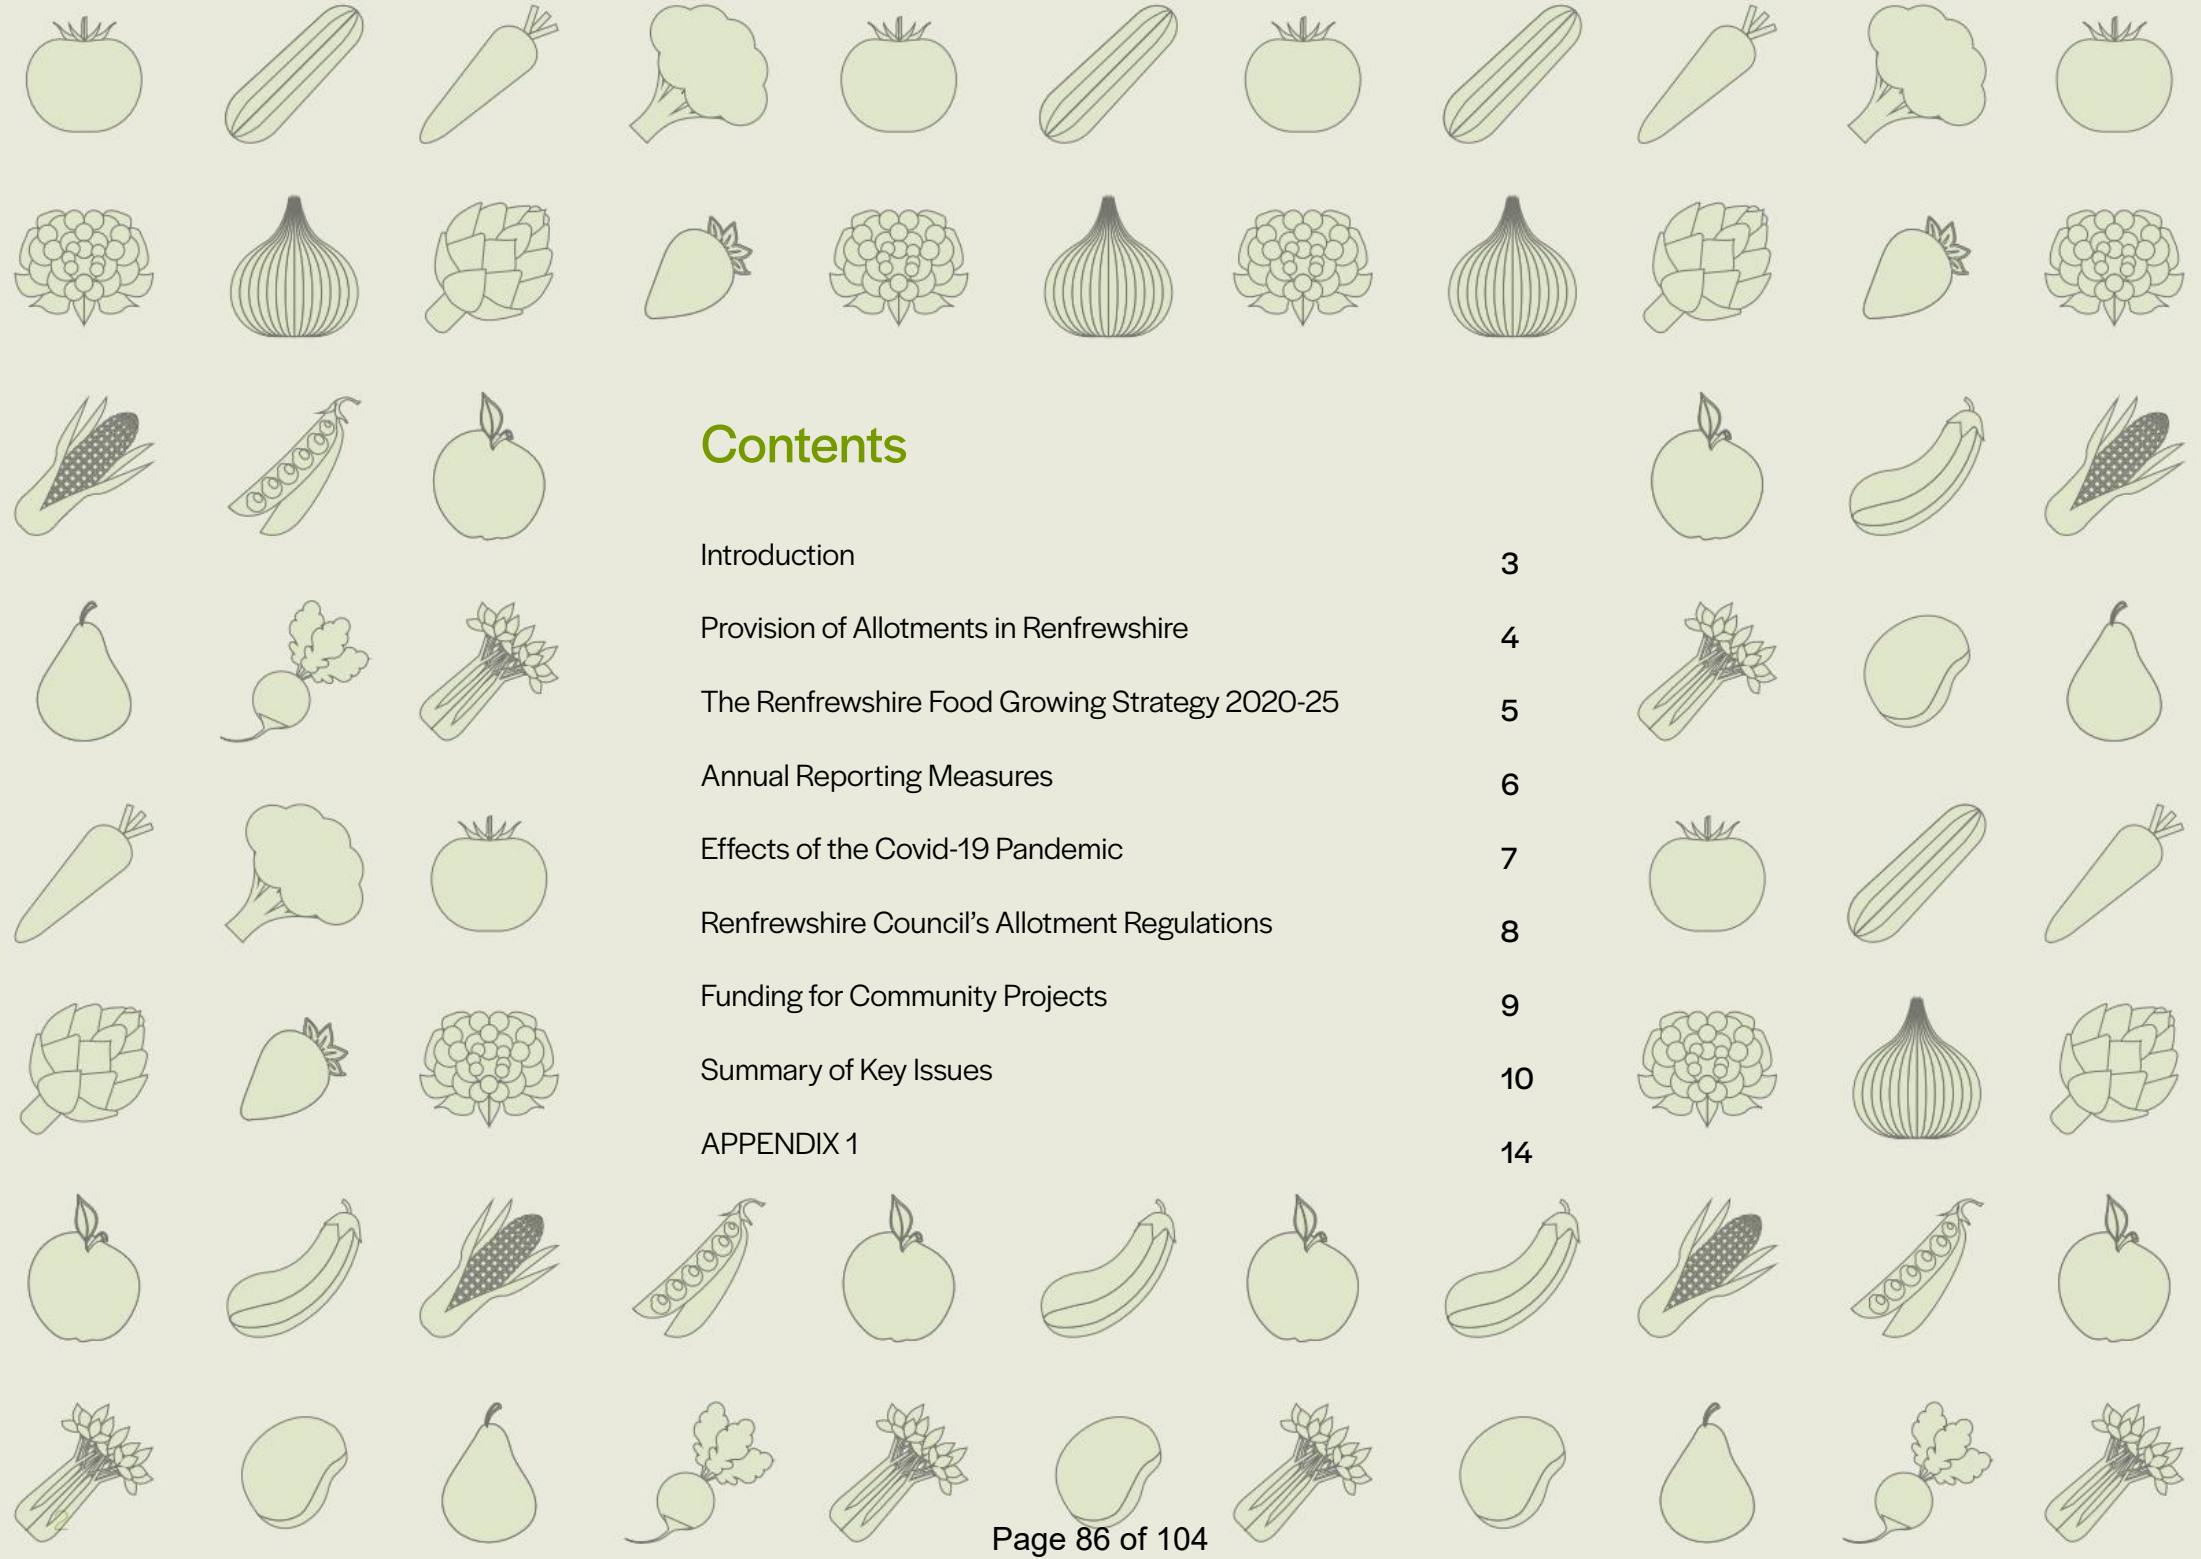 Contents
Introduction 3
Provision of Allotments in Renfrewshire 4
The Renfrewshire Food Growing Strategy 2020-25 5
Annual Reporting Measures 6
Effects of the Covid-19 Pandemic 7
Renfrewshire Council’s Allotment Regulations 8
Funding for Community Projects 9
Summary of Key Issues 10
APPENDIX 1 14
2
Page 86 of 104